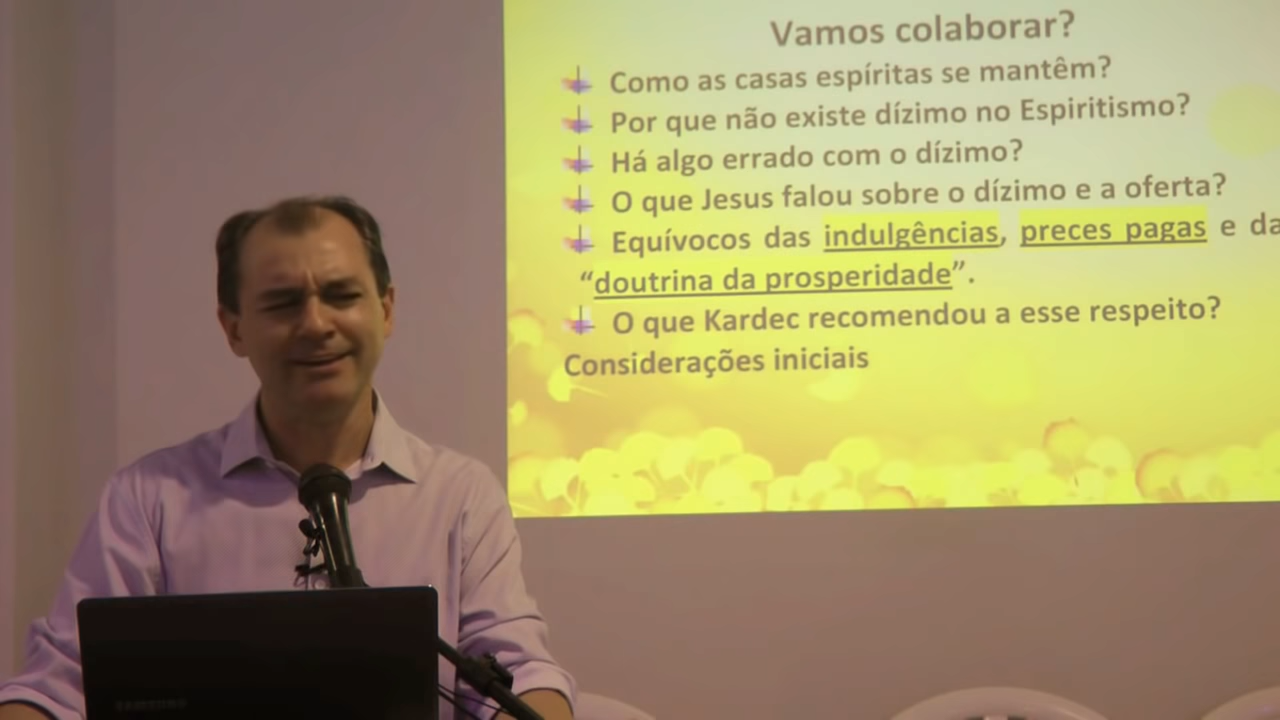 Vamos colaborar?
Como as casas espíritas se mantêm?
Por que não existe dízimo no Espiritismo?
Há algo errado com o dízimo?
O que Jesus falou sobre o dízimo e a oferta?
Equívocos das indulgências, preces pagas e da
“doutrina da prosperidade”.
O que Kardec recomendou a esse respeito?
Considerações iniciais
SAMSUNG